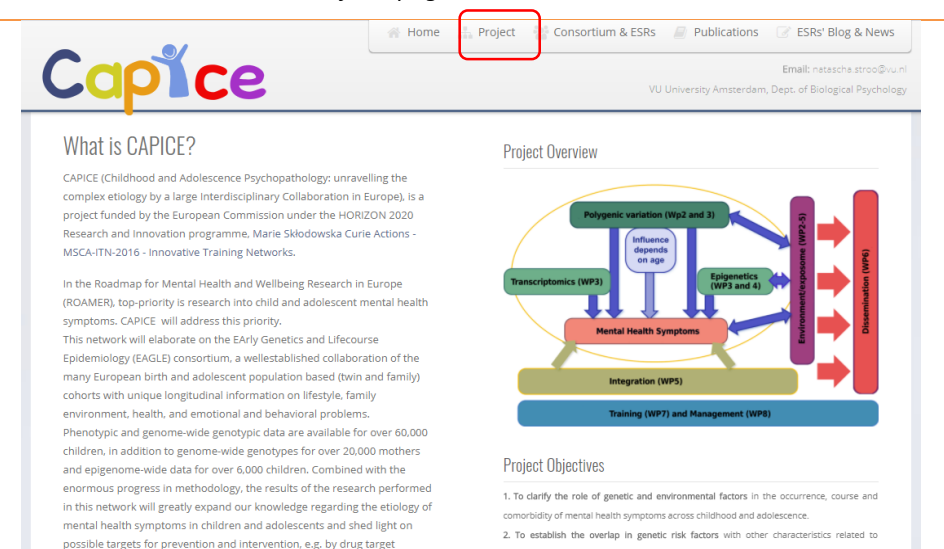 Home
Project
Consortium & ESRs
Publications
ESRs' Blog & News
Capice
Email: natascha.stroo@vu.nl
VU University Amsterdam, Dept. of Biological Psychology
What is CAPICE?
CAPICE (Childhood and Adolescence Psychopathology: unravelling the
complex etiology by a large Interdisciplinary Collaboration in Europe), is a
project funded by the European Commission under the HORIZON 2020
Research and Innovation programme, Marie Skłodowska Curie Actions -
MSCA-ITN-2016 - Innovative Training Networks.
In the Roadmap for Mental Health and Wellbeing Research in Europe
(ROAMER), top-priority is research into child and adolescent mental health
symptoms. CAPICE will address this priority.
This network will elaborate on the EArly Genetics and Lifecourse
Epidemiology (EAGLE) consortium, a wellestablished collaboration of the
many European birth and adolescent population based (twin and family)
cohorts with unique longitudinal information on lifestyle, family
environment, health, and emotional and behavioral problems.
Phenotypic and genome-wide genotypic data are available for over 60,000
children, in addition to genome-wide genotypes for over 20,000 mothers
and epigenome-wide data for over 6,000 children. Combined with the
enormous progress in methodology, the results of the research performed
in this network will greatly expand our knowledge regarding the etiology of
mental health symptoms in children and adolescents and shed light on
possible targets for prevention and intervention, e.g. by drug target
Project Overview
Polygenic variation (Wp2 and 3)
Influence
depends
on age
Transcriptomics (WP3)
Epigenetics
(WP3 and 4)
Mental Health Symptoms
Environment/exposome (WP2-5)
Dissemination (WP6)
Integration (WP5)
Training (WP7) and Management (WP8)
Project Objectives
1. To clarify the role of genetic and environmental factors in the occurrence, course and
comorbidity of mental health symptoms across childhood and adolescence.
2. To establish the overlap in genetic risk factors with other characteristics related to